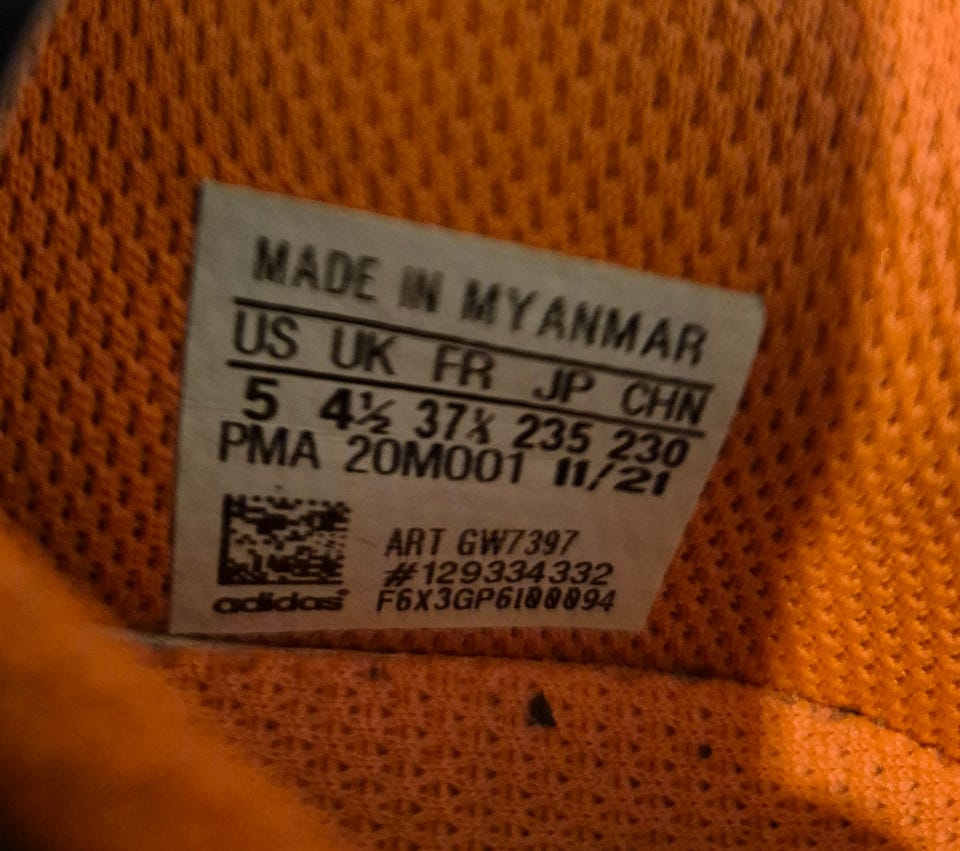 MADE IN MYANMAR
US UK FR JP CHN
5 4½ 37⅓ 235 230
PMA 20M001 11/21
ART GW7397
#129334332
adidas F6X3GP6I00094